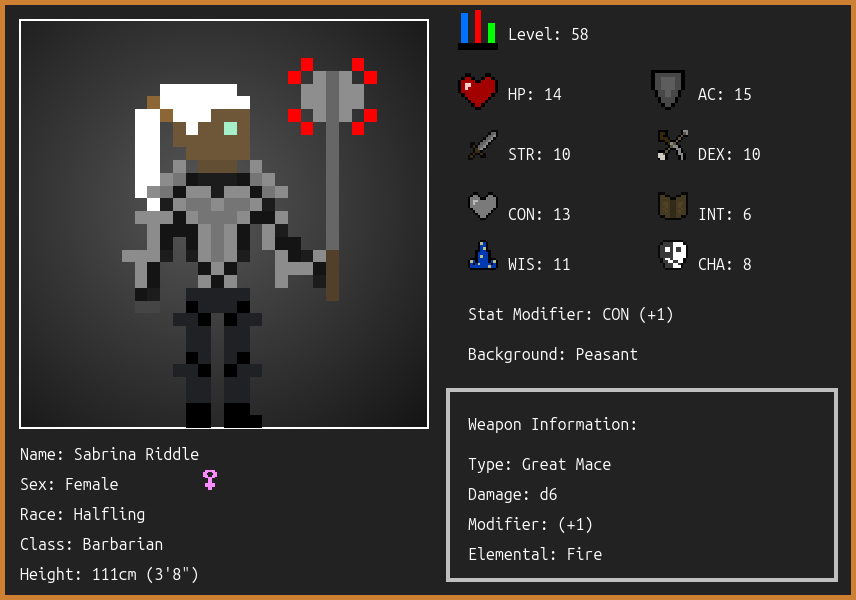 Level: 58
HP: 14
AC: 15
STR: 10
DEX: 10
CON: 13
INT: 6
WIS: 11
CHA: 8
Stat Modifier: CON (+1)
Background: Peasant
Weapon Information:
Type: Great Mace
Damage: d6
Modifier: (+1)
Elemental: Fire
Name: Sabrina Riddle
Sex: Female
Race: Halfling
Class: Barbarian
Height: 111cm (3'8")